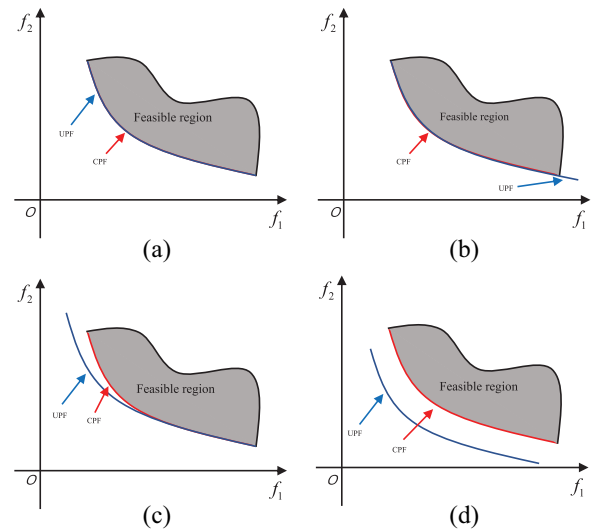 f2
Feasible region
UPF
CPF
O
f1
(a)
f2
Feasible region
CPF
UPF
O
f1
(b)
f2
Feasible region
UPF
CPF
O
f1
(c)
f2
Feasible region
UPF
CPF
O
f1
(d)